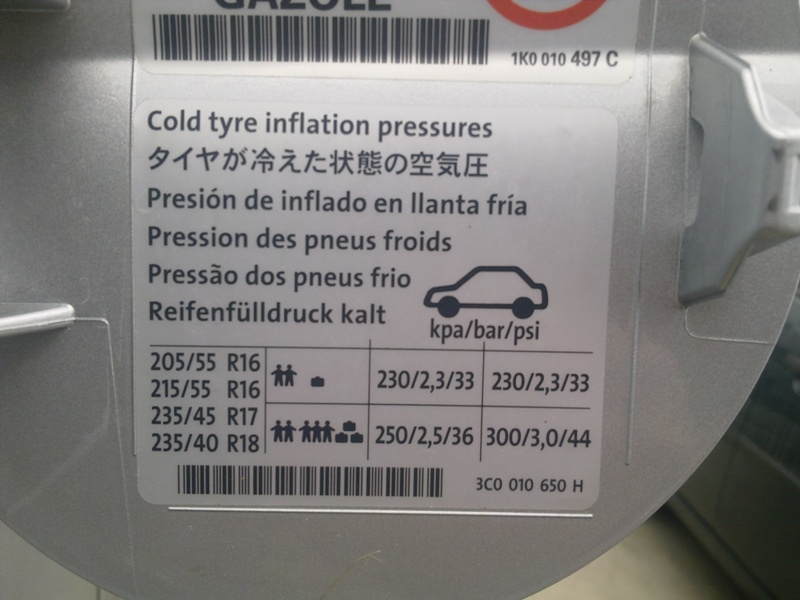 GAZOLE
1K0 010 497 C
Cold tyre inflation pressures
タイヤが冷えた状態の空気圧
Presión de inflado en llanta fría
Pression des pneus froids
Pressão dos pneus frio
Reifenfülldruck kalt
kpa/bar/psi
205/55 R16
215/55 R16
230/2,3/33 230/2,3/33
235/45 R17
235/40 R18
250/2,5/36 300/3,0/44
3C0 010 650 H